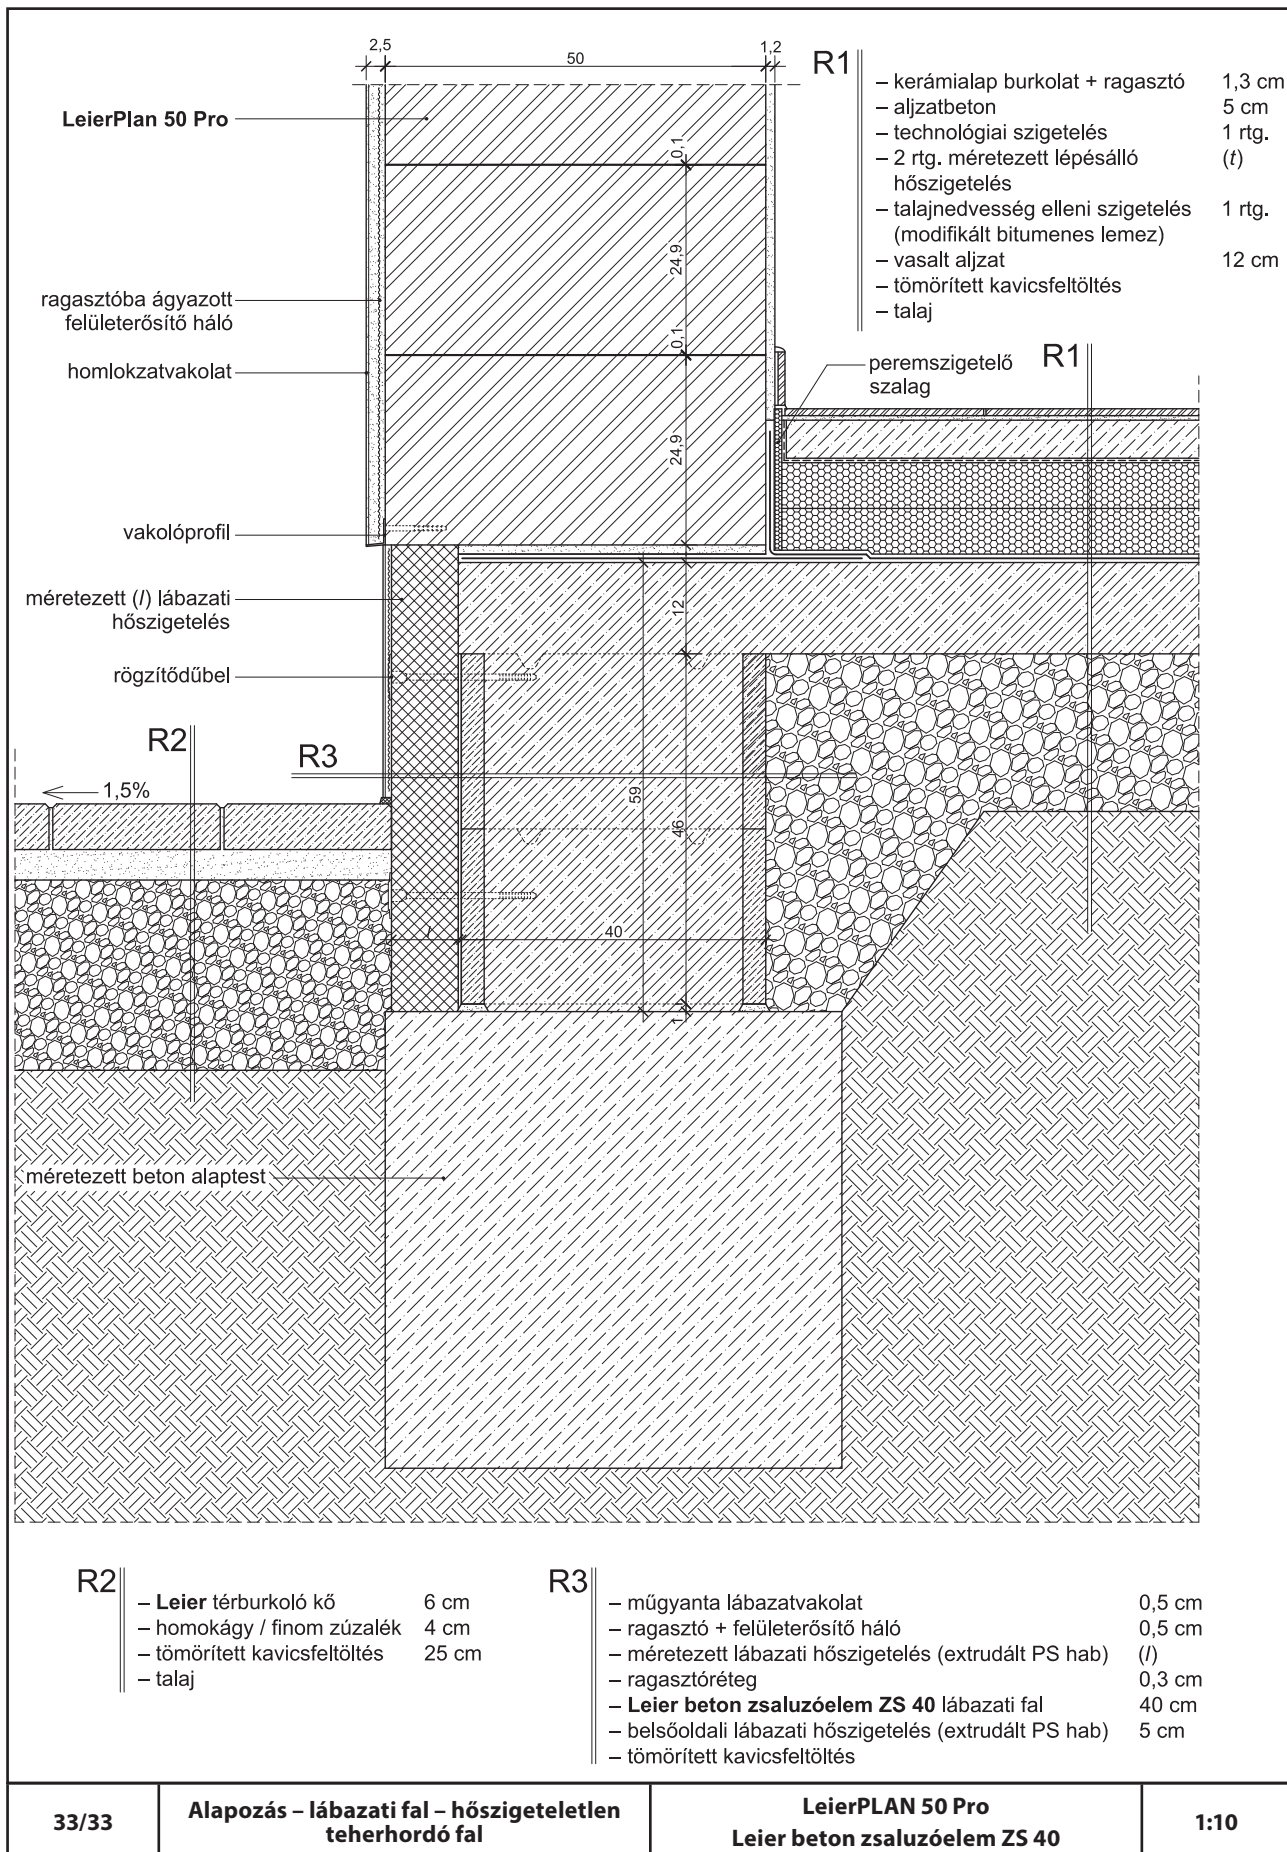 2,5
50
1,2
LeierPlan 50 Pro
R1
– kerámialap burkolat + ragasztó 1,3 cm
– aljzatbeton 5 cm
– technológiai szigetelés 1 rtg.
– 2 rtg. méretezett lépésálló (t)
hőszigetelés
– talajnedvesség elleni szigetelés 1 rtg.
(modifikált bitumenes lemez)
– vasalt aljzat 12 cm
– tömörített kavicsfeltöltés
– talaj
0,1
24,9
0,1
24,9
ragasztóba ágyazott
felületerősítő háló
homlokzatvakolat
peremszigetelő
szalag
R1
vakolóprofil
méretezett (l) lábazati
hőszigetelés
12
rögzítődűbel
R2
R3
1,5%
59
46
l
40
1
méretezett beton alaptest
R2
– Leier térburkoló kő 6 cm
– homokágy / finom zúzalék 4 cm
– tömörített kavicsfeltöltés 25 cm
– talaj
R3
– műgyanta lábazatvakolat 0,5 cm
– ragasztó + felületerősítő háló 0,5 cm
– méretezett lábazati hőszigetelés (extrudált PS hab) (l)
– ragasztóréteg 0,3 cm
– Leier beton zsaluzóelem ZS 40 lábazati fal 40 cm
– belsőoldali lábazati hőszigetelés (extrudált PS hab) 5 cm
– tömörített kavicsfeltöltés
33/33
Alapozás – lábazati fal – hőszigeteletlen
teherhordó fal
LeierPLAN 50 Pro
Leier beton zsaluzóelem ZS 40
1:10